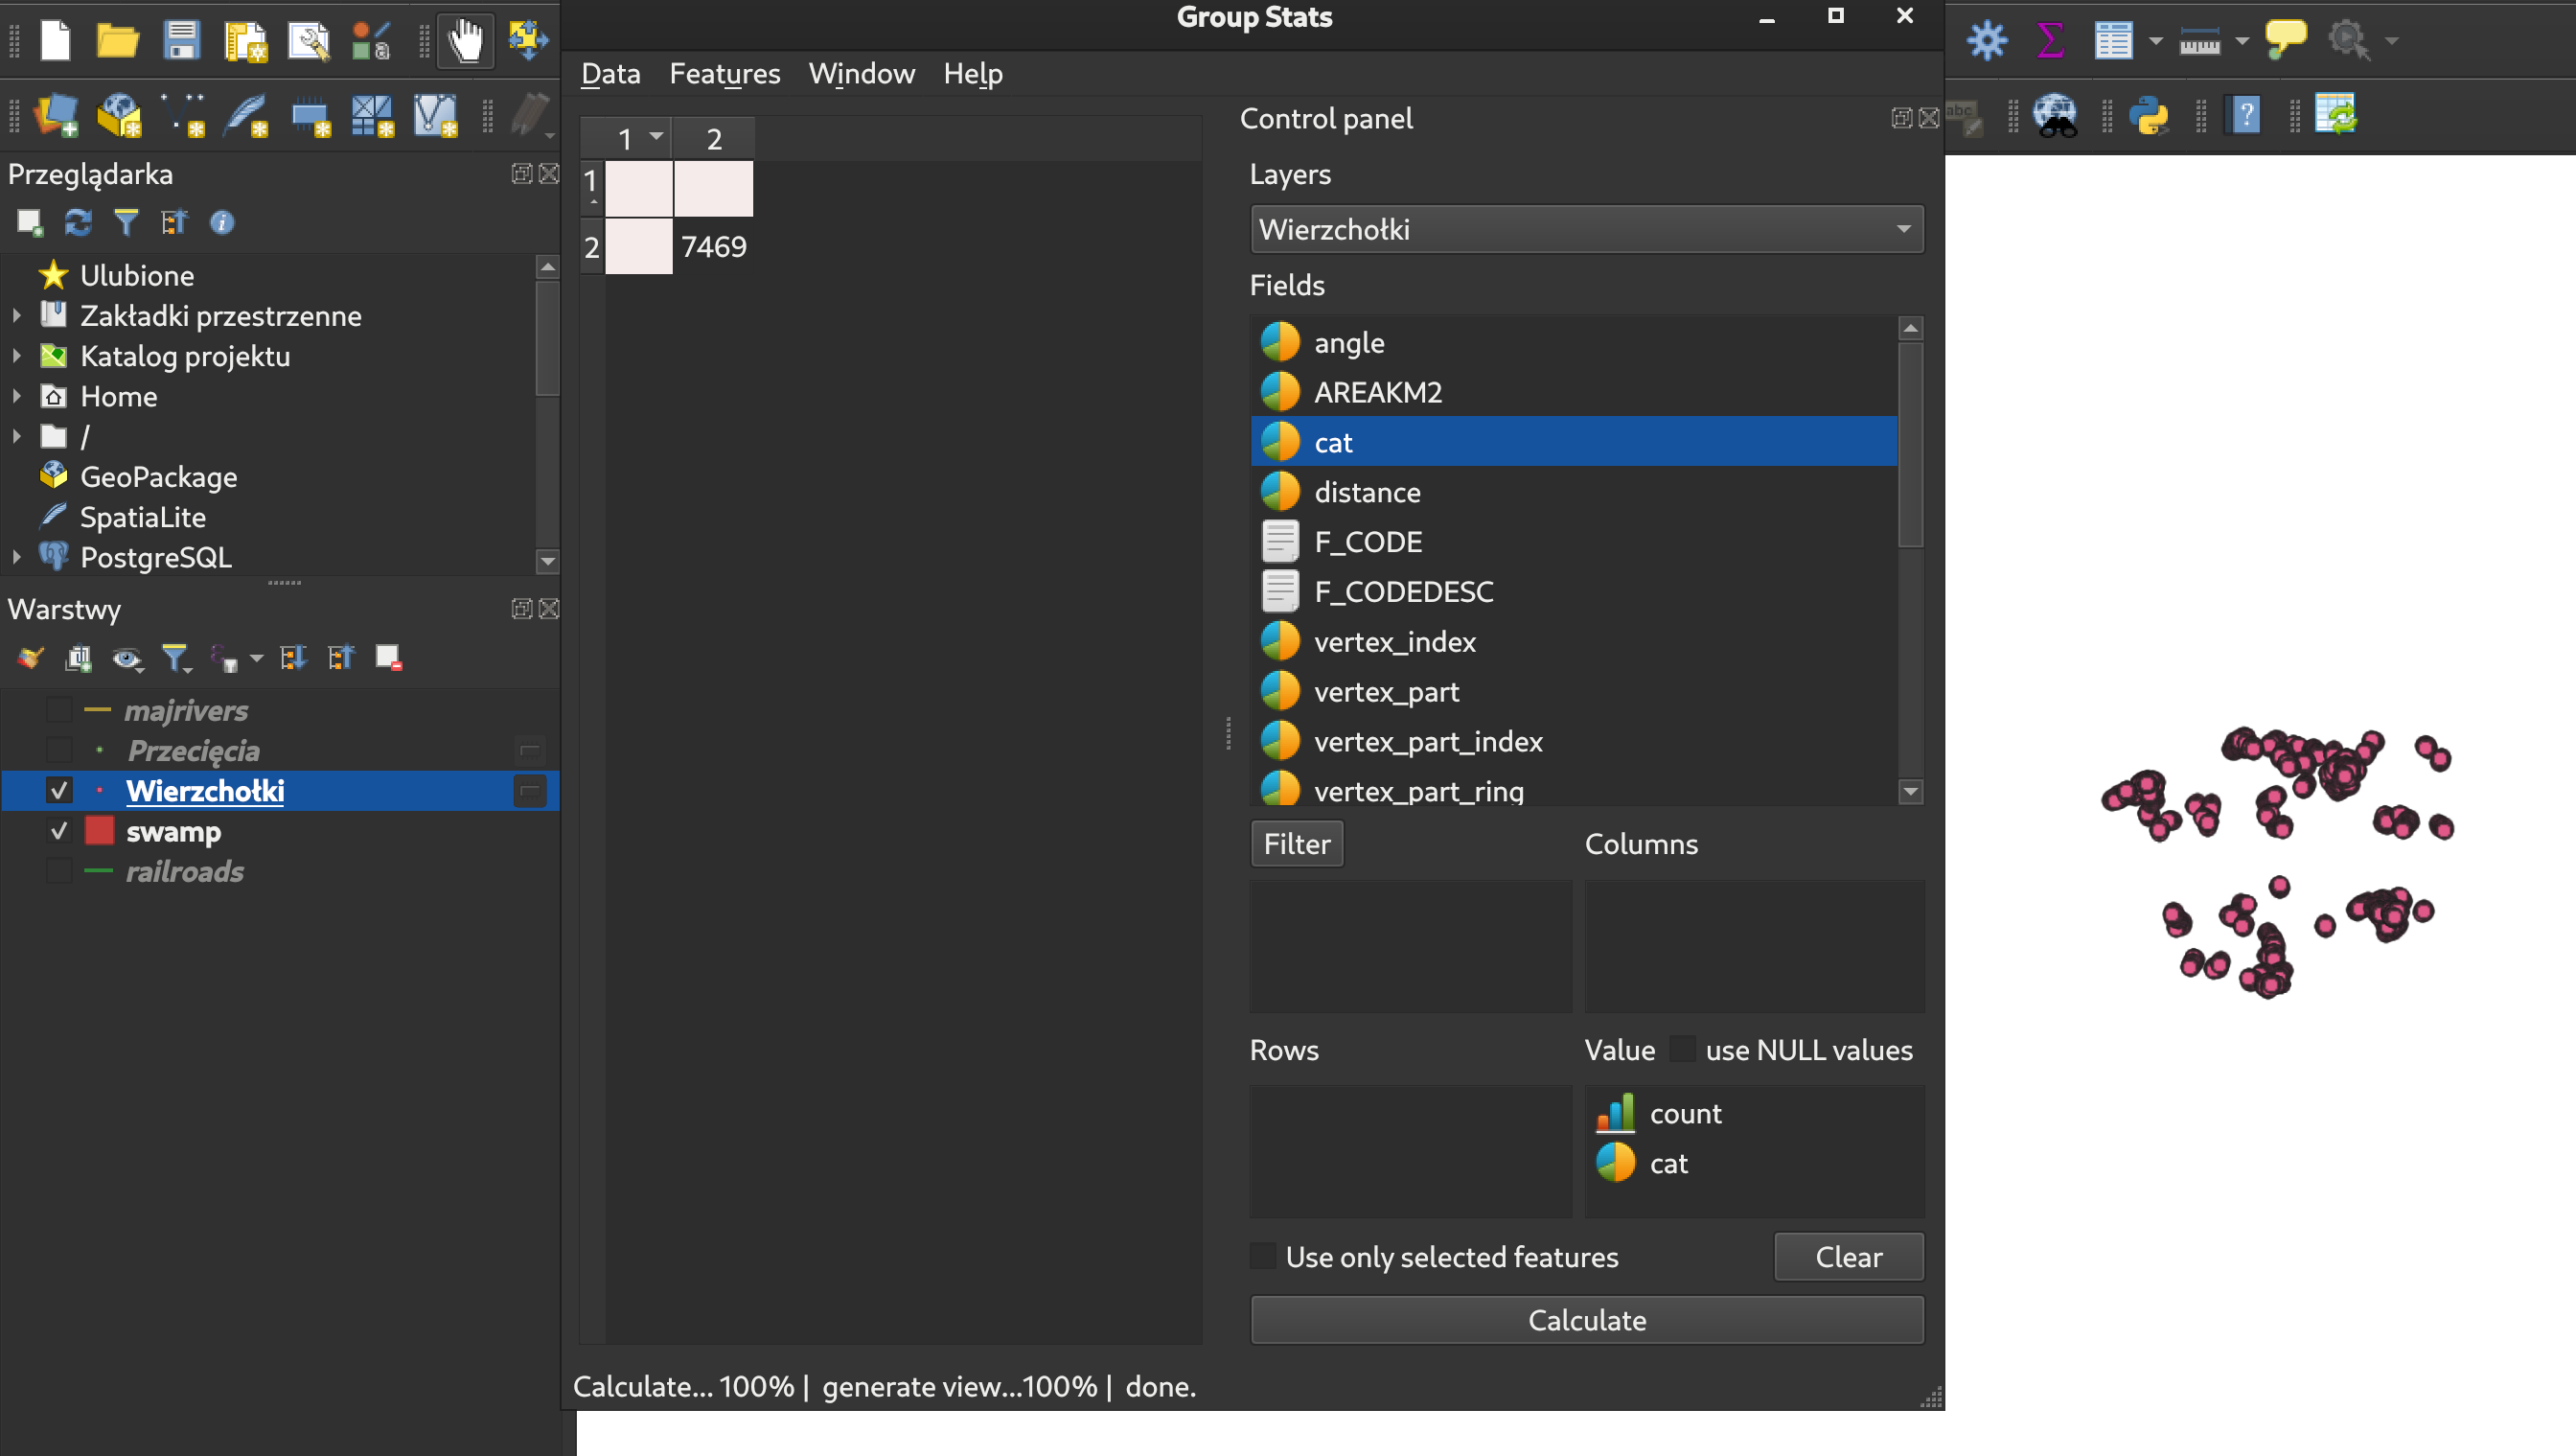 Group Stats
Data Features Window Help
Przeglądarka
Ulubione
Zakładki przestrzenne
Katalog projektu
Home
/
GeoPackage
SpatiaLite
PostgreSQL
Warstwy
majrivers
Przecięcia
Wierzchołki
swamp
railroads
1 2
1
2 7469
Control panel
Layers
Wierzchołki
Fields
angle
AREAKM2
cat
distance
F_CODE
F_CODEDESC
vertex_index
vertex_part
vertex_part_index
vertex_part_ring
Filter Columns
Rows Value use NULL values
count
cat
Use only selected features Clear
Calculate
Calculate... 100% | generate view...100% | done.
abc